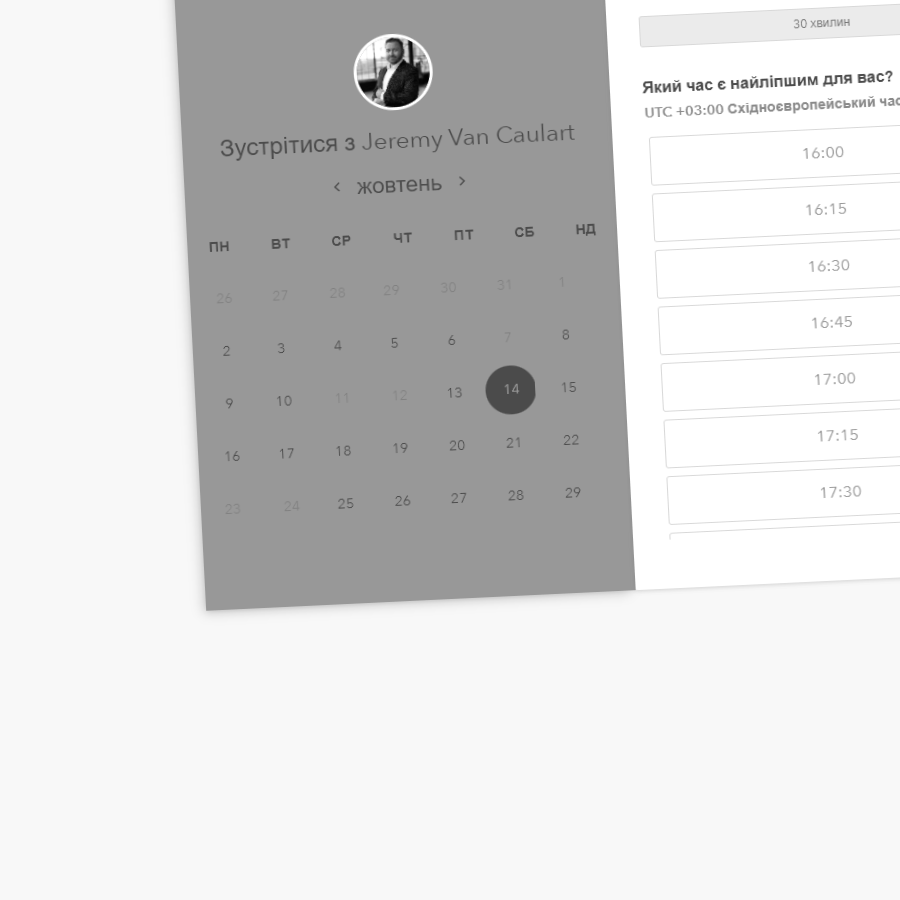 Зустрітися з Jeremy Van Caulart
‹ жовтень ›
ПН ВТ СР ЧТ ПТ СБ НД
26 27 28 29 30 31 1
2 3 4 5 6 7 8
9 10 11 12 13 14 15
16 17 18 19 20 21 22
23 24 25 26 27 28 29
30 хвилин
Який час є найліпшим для вас?
UTC +03:00 Східноєвропейський час
16:00
16:15
16:30
16:45
17:00
17:15
17:30